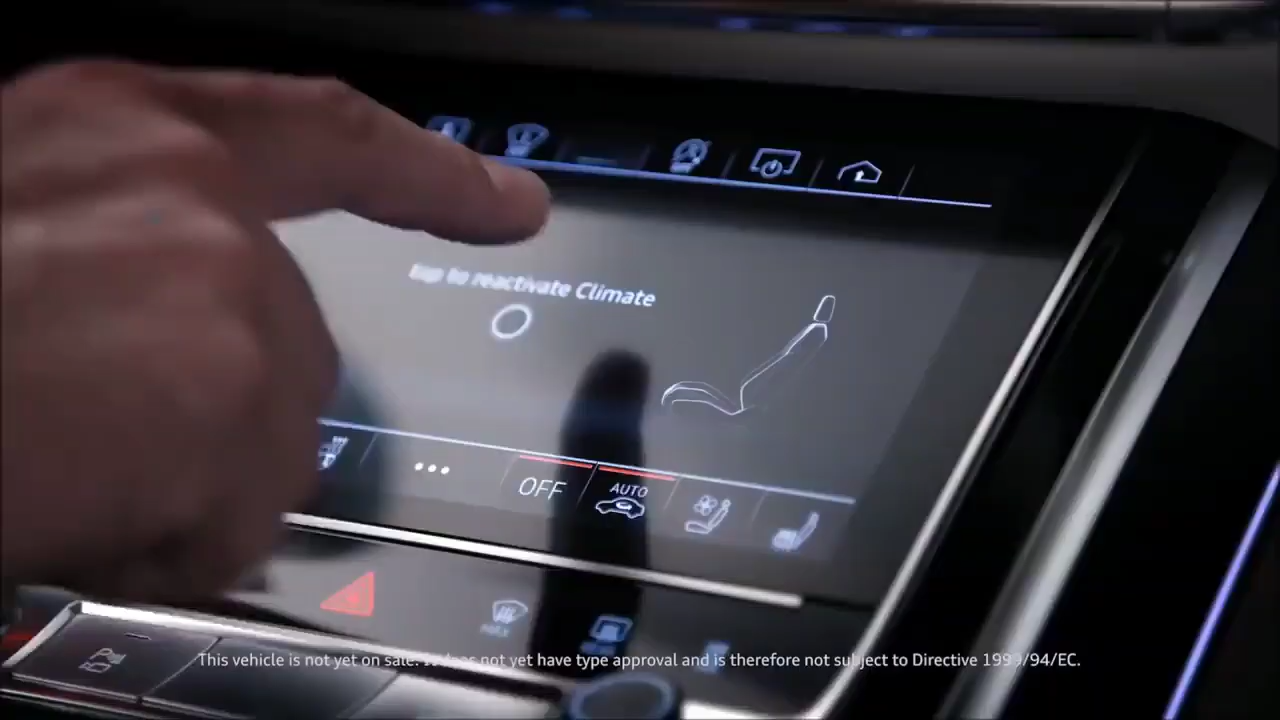 tap to reactivate Climate
OFF
AUTO
MAX
This vehicle is not yet on sale. It does not yet have type approval and is therefore not subject to Directive 1999/94/EC.